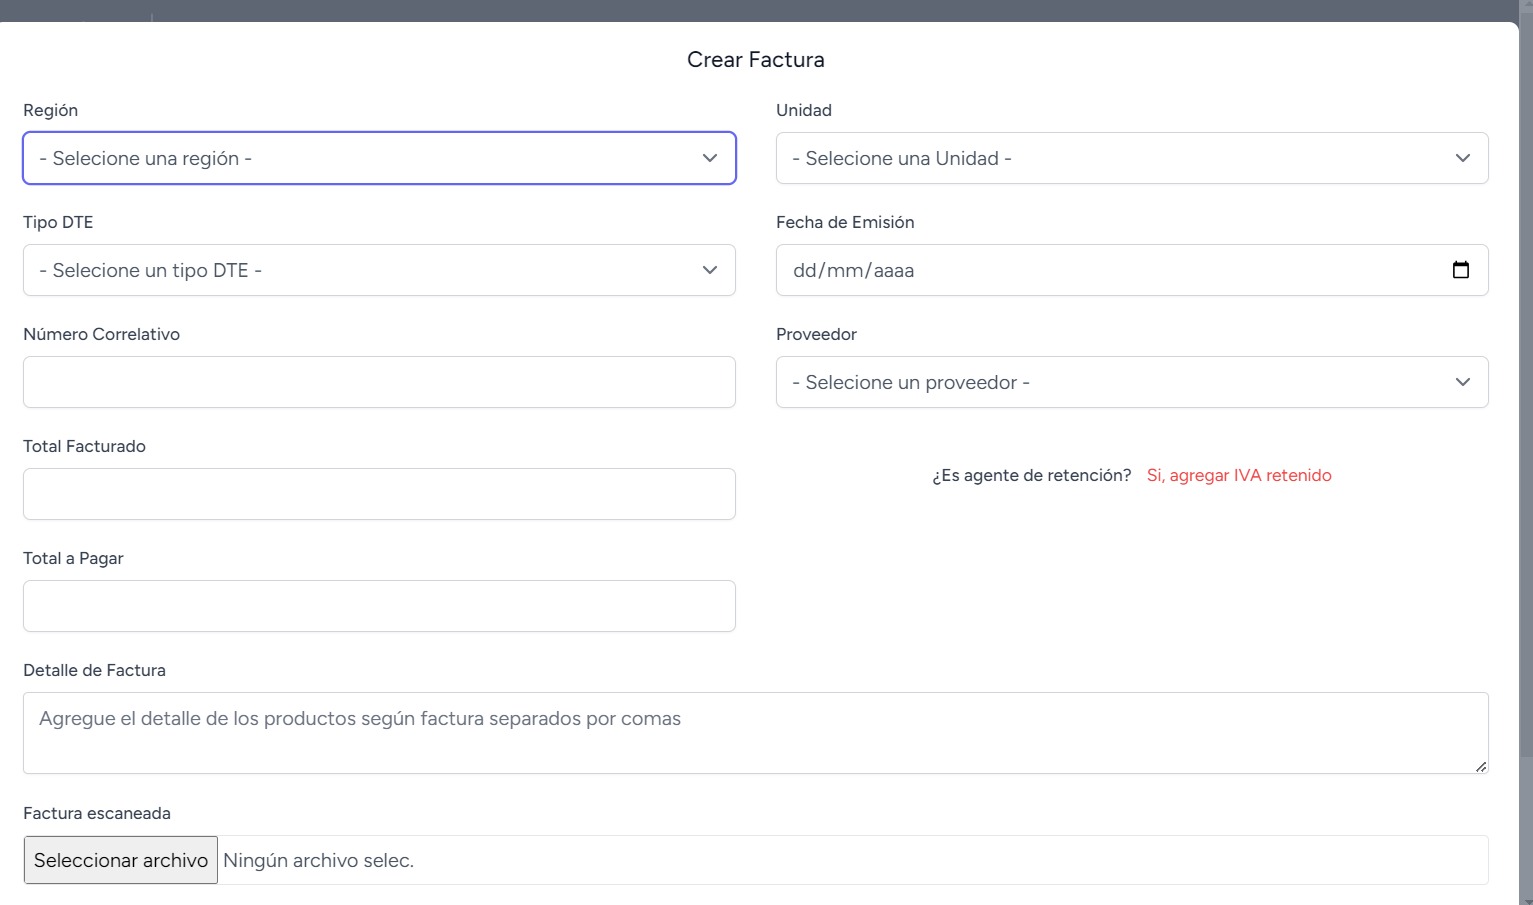 Crear Factura
Región
Unidad
- Selecione una región -
- Selecione una Unidad -
Tipo DTE
Fecha de Emisión
- Selecione un tipo DTE -
dd/mm/aaaa
Número Correlativo
Proveedor
- Selecione un proveedor -
Total Facturado
¿Es agente de retención? Si, agregar IVA retenido
Total a Pagar
Detalle de Factura
Agregue el detalle de los productos según factura separados por comas
Factura escaneada
Seleccionar archivo Ningún archivo selec.